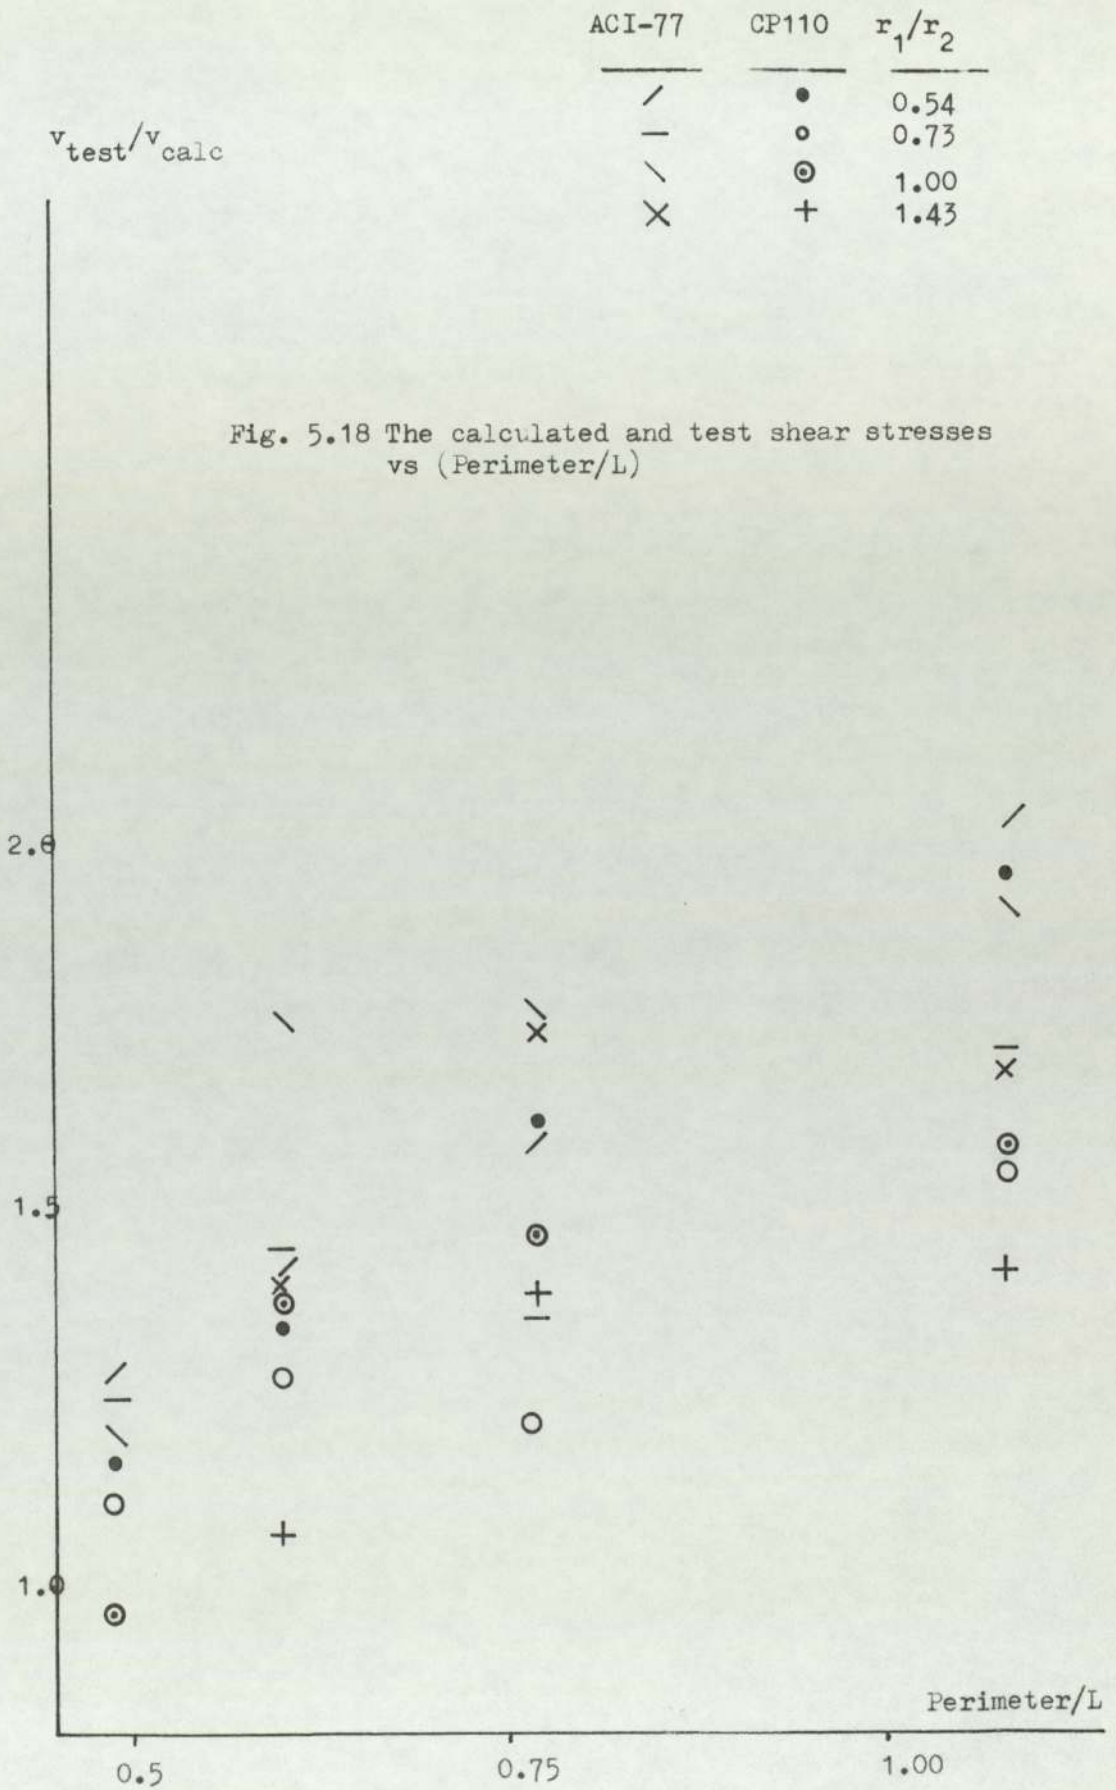 ACI-77 CP110 r1/r2
/ ● 0.54
— o 0.73
\ ⊙ 1.00
× + 1.43
vtest/vcalc
Fig. 5.18 The calculated and test shear stresses
vs (Perimeter/L)
2.0
1.5
1.0
Perimeter/L
0.5 0.75 1.00